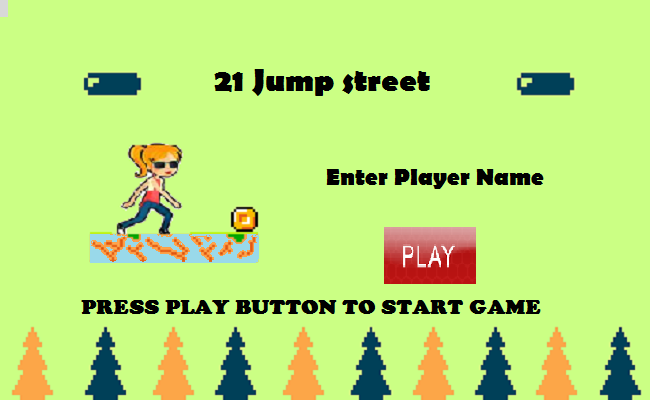 21 Jump street
Enter Player Name
PLAY
PRESS PLAY BUTTON TO START GAME